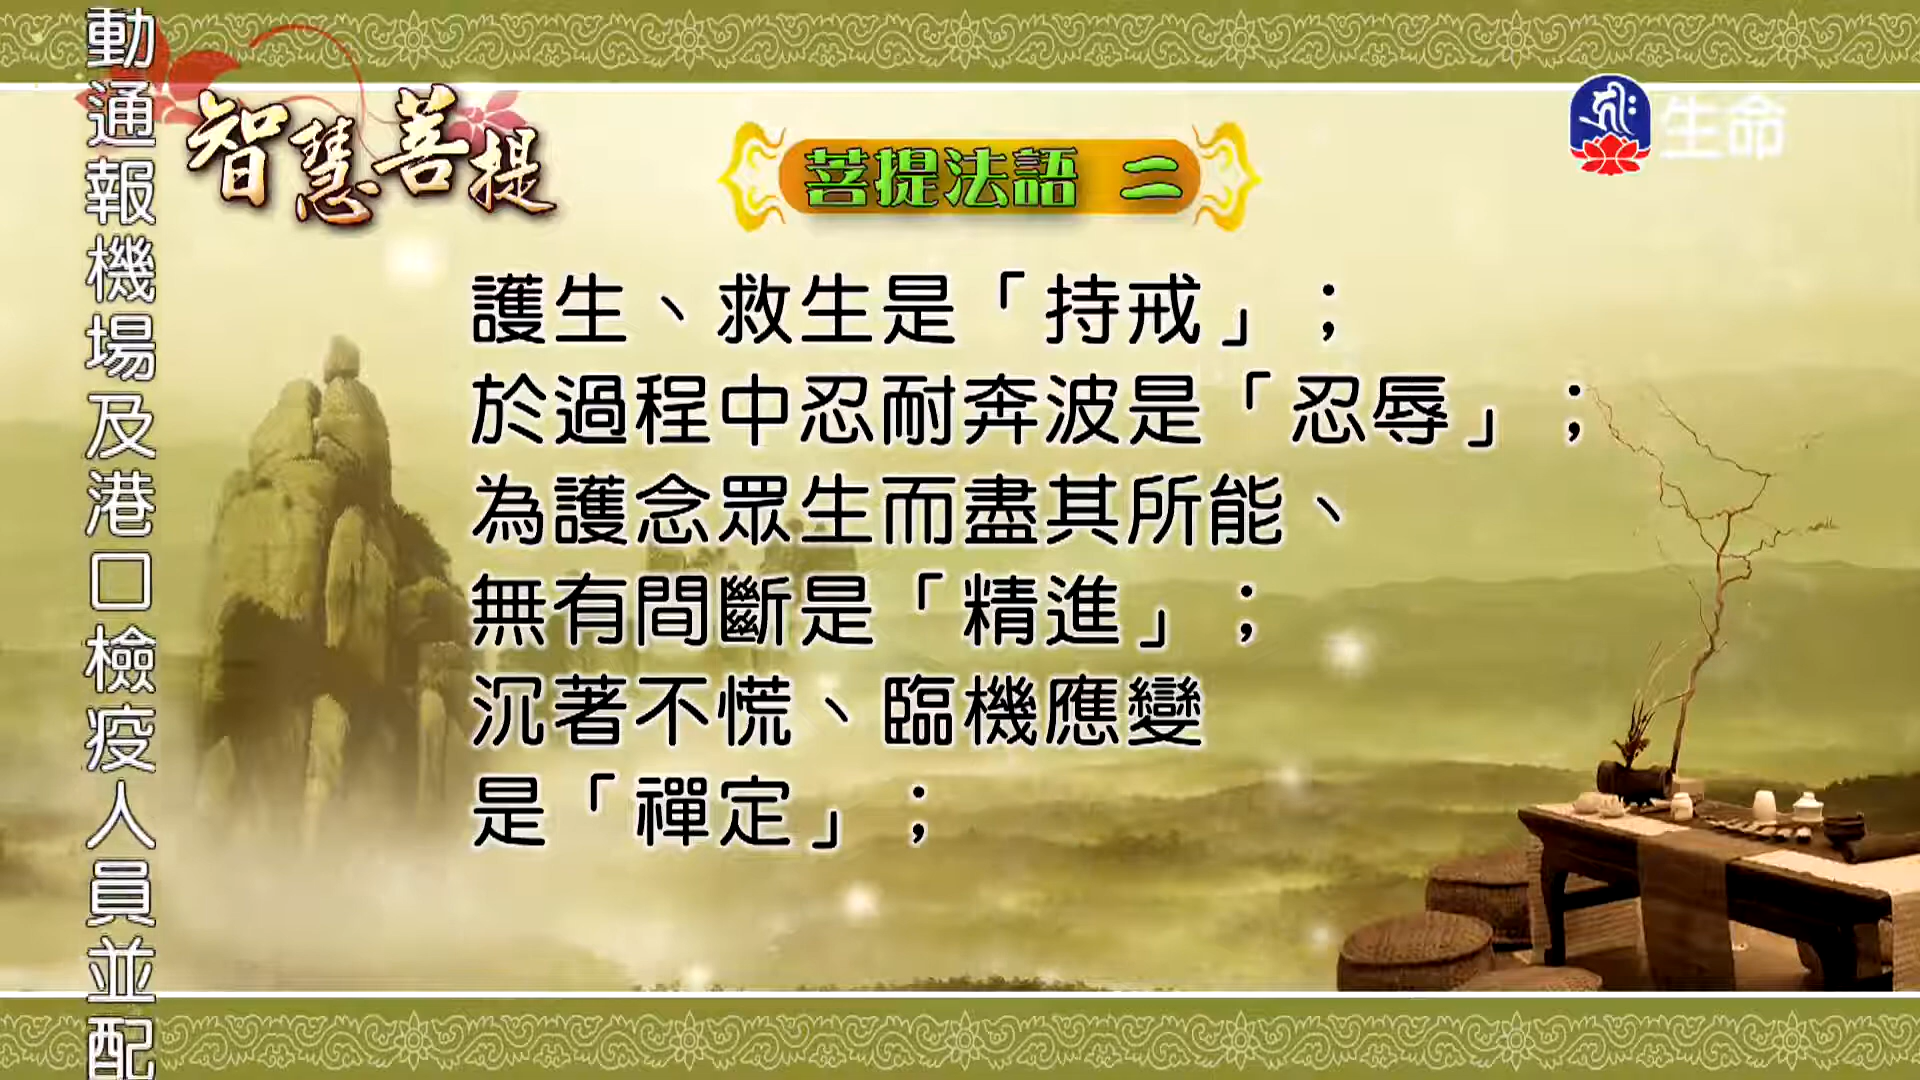 動通報機場及港口檢疫人員並配
智慧菩提
菩提法語 二
生命
護生、救生是「持戒」；
於過程中忍耐奔波是「忍辱」；
為護念眾生而盡其所能、
無有間斷是「精進」；
沉著不慌、臨機應變
是「禪定」；